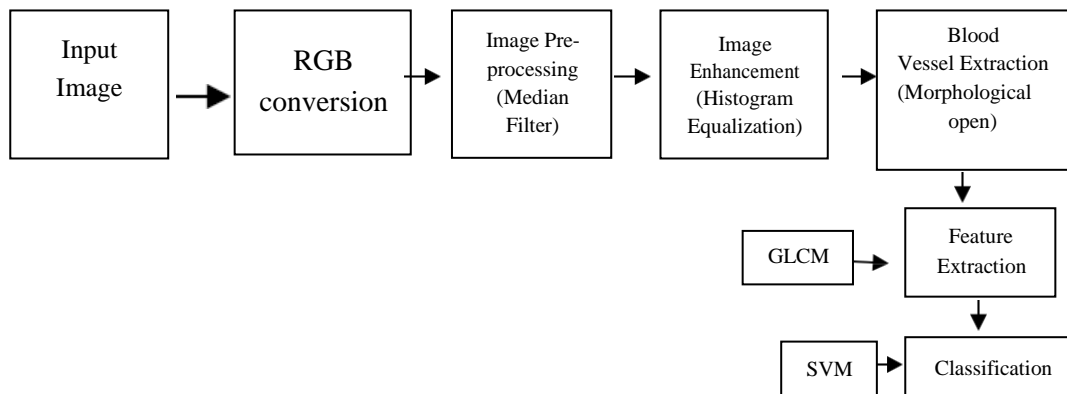 Input
Image
RGB
conversion
Image Pre-
processing
(Median
Filter)
Image
Enhancement
(Histogram
Equalization)
Blood
Vessel Extraction
(Morphological
open)
GLCM
Feature
Extraction
SVM
Classification